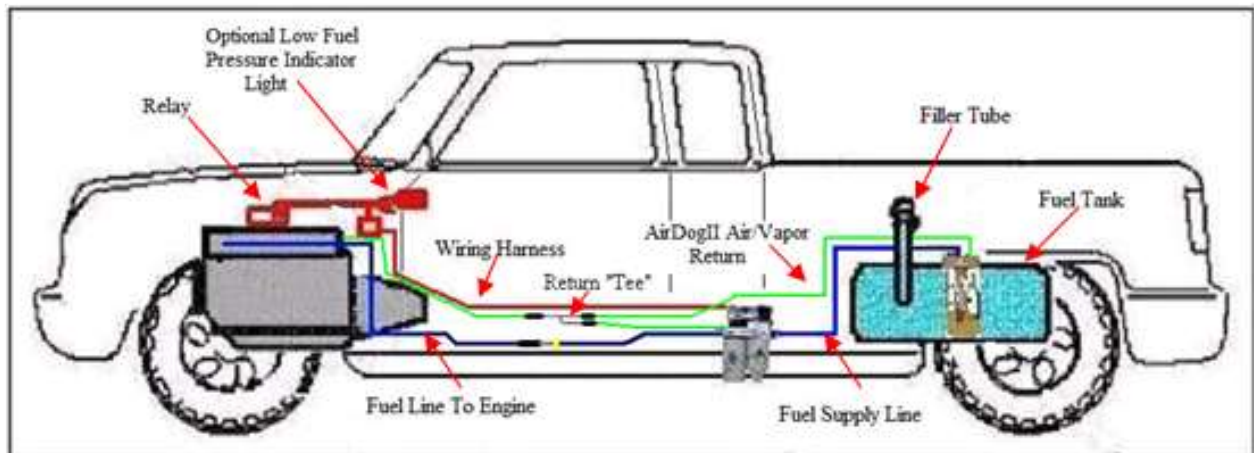 Optional Low Fuel
Pressure Indicator
Light
Relay
Filler Tube
Fuel Tank
AirDogII Air/Vapor
Return
Wiring Harness
Return "Tee"
Fuel Line To Engine
Fuel Supply Line